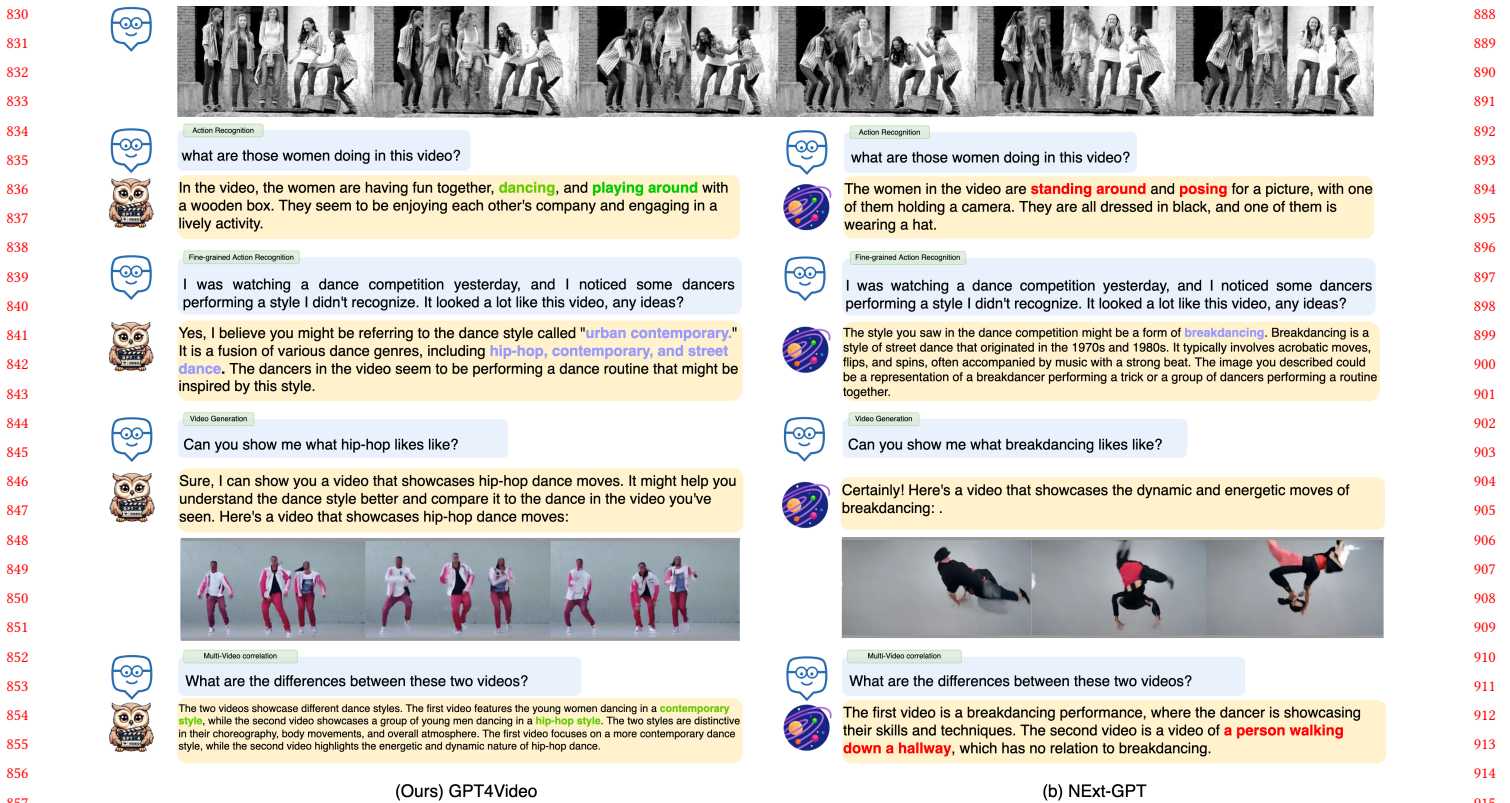 830
831
832
833
834
835
836
837
838
839
840
841
842
843
844
845
846
847
848
849
850
851
852
853
854
855
856
857
Action Recognition
what are those women doing in this video?
In the video, the women are having fun together, dancing, and playing around with
a wooden box. They seem to be enjoying each other's company and engaging in a
lively activity.
Fine-grained Action Recognition
I was watching a dance competition yesterday, and I noticed some dancers
performing a style I didn't recognize. It looked a lot like this video, any ideas?
Yes, I believe you might be referring to the dance style called "urban contemporary."
It is a fusion of various dance genres, including hip-hop, contemporary, and street
dance. The dancers in the video seem to be performing a dance routine that might be
inspired by this style.
Video Generation
Can you show me what hip-hop likes like?
Sure, I can show you a video that showcases hip-hop dance moves. It might help you
understand the dance style better and compare it to the dance in the video you've
seen. Here's a video that showcases hip-hop dance moves:
Multi-Video correlation
What are the differences between these two videos?
The two videos showcase different dance styles. The first video features the young women dancing in a contemporary
style, while the second video showcases a group of young men dancing in a hip-hop style. The two styles are distinctive
in their choreography, body movements, and overall atmosphere. The first video focuses on a more contemporary dance
style, while the second video highlights the energetic and dynamic nature of hip-hop dance.
(Ours) GPT4Video
Action Recognition
what are those women doing in this video?
The women in the video are standing around and posing for a picture, with one
of them holding a camera. They are all dressed in black, and one of them is
wearing a hat.
Fine-grained Action Recognition
I was watching a dance competition yesterday, and I noticed some dancers
performing a style I didn't recognize. It looked a lot like this video, any ideas?
The style you saw in the dance competition might be a form of breakdancing. Breakdancing is a
style of street dance that originated in the 1970s and 1980s. It typically involves acrobatic moves,
flips, and spins, often accompanied by music with a strong beat. The image you described could
be a representation of a breakdancer performing a trick or a group of dancers performing a routine
together.
Video Generation
Can you show me what breakdancing likes like?
Certainly! Here's a video that showcases the dynamic and energetic moves of
breakdancing: .
Multi-Video correlation
What are the differences between these two videos?
The first video is a breakdancing performance, where the dancer is showcasing
their skills and techniques. The second video is a video of a person walking
down a hallway, which has no relation to breakdancing.
(b) NExt-GPT
888
889
890
891
892
893
894
895
896
897
898
899
900
901
902
903
904
905
906
907
908
909
910
911
912
913
914
915